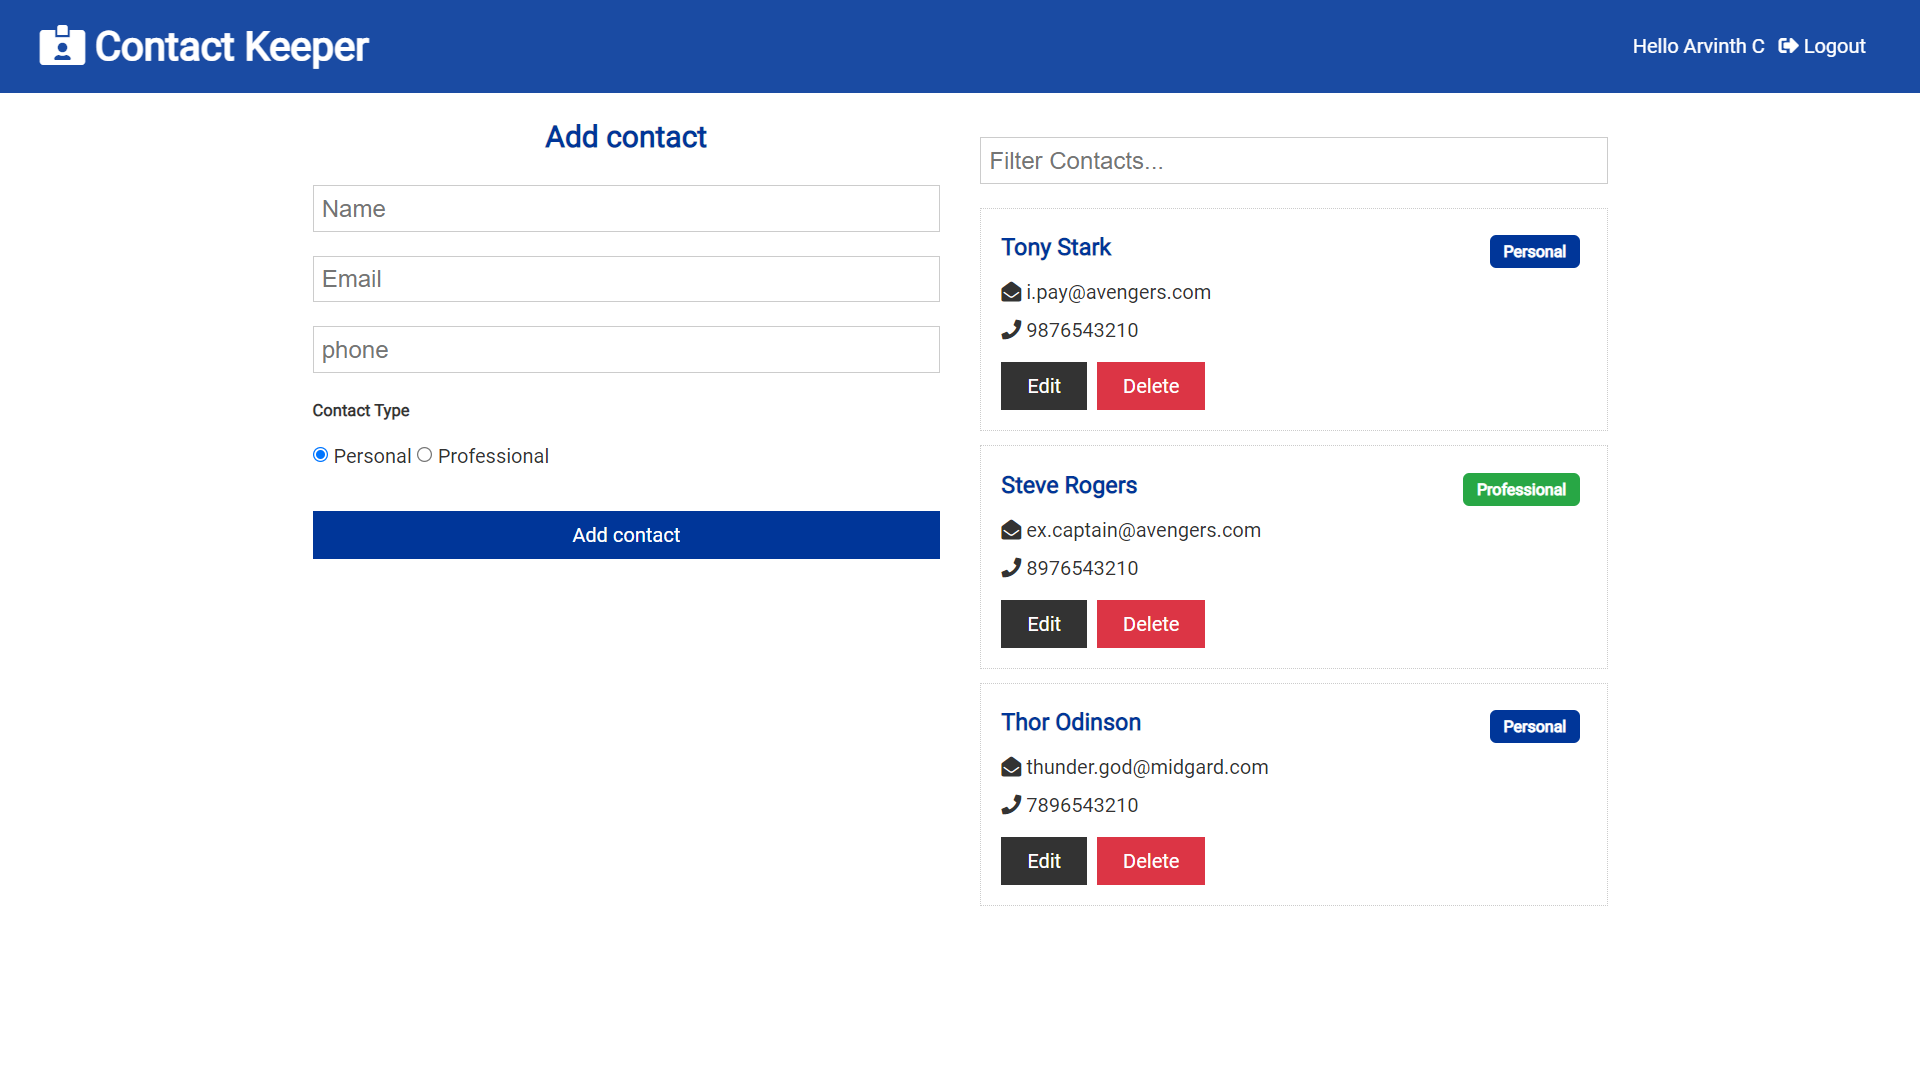 Contact Keeper
Hello Arvinth C Logout
Add contact
Name
Email
phone
Contact Type
Personal Professional
Add contact
Filter Contacts...
Tony Stark
Personal
i.pay@avengers.com
9876543210
Edit Delete
Steve Rogers
Professional
ex.captain@avengers.com
8976543210
Edit Delete
Thor Odinson
Personal
thunder.god@midgard.com
7896543210
Edit Delete